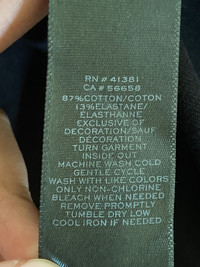 RN # 41381
CA # 56658
87% COTTON/COTON
13% ELASTANE/
ELASTHANNE
EXCLUSIVE OF
DECORATION/SAUF
DÉCORATION
TURN GARMENT
INSIDE OUT
MACHINE WASH COLD
GENTLE CYCLE
WASH WITH LIKE COLORS
ONLY NON-CHLORINE
BLEACH WHEN NEEDED
REMOVE PROMPTLY
TUMBLE DRY LOW
COOL IRON IF NEEDED